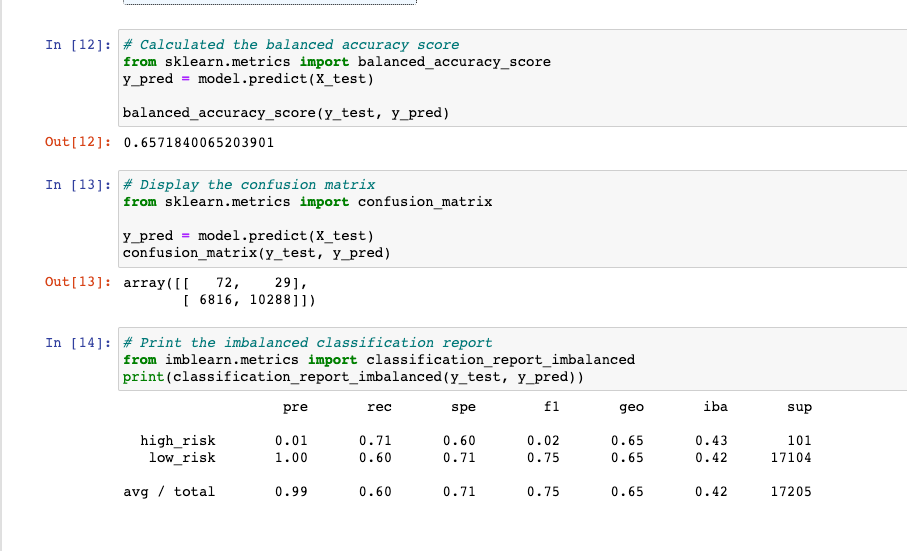 In [12]: # Calculated the balanced accuracy score
from sklearn.metrics import balanced_accuracy_score
y_pred = model.predict(X_test)
balanced_accuracy_score(y_test, y_pred)
Out[12]: 0.6571840065203901
In [13]: # Display the confusion matrix
from sklearn.metrics import confusion_matrix
y_pred = model.predict(X_test)
confusion_matrix(y_test, y_pred)
Out[13]: array([[   72,    29],
       [ 6816, 10288]])
In [14]: # Print the imbalanced classification report
from imblearn.metrics import classification_report_imbalanced
print(classification_report_imbalanced(y_test, y_pred))
pre rec spe f1 geo iba sup
high_risk 0.01 0.71 0.60 0.02 0.65 0.43 101
low_risk 1.00 0.60 0.71 0.75 0.65 0.42 17104
avg / total 0.99 0.60 0.71 0.75 0.65 0.42 17205